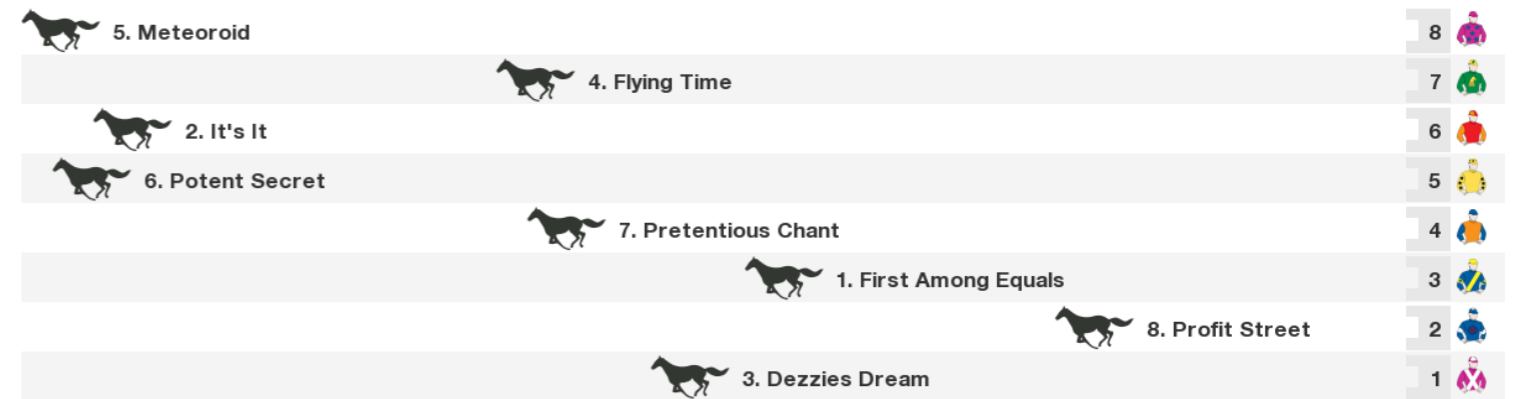 5. Meteoroid 8
4. Flying Time 7
2. It's It 6
6. Potent Secret 5
7. Pretentious Chant 4
1. First Among Equals 3
8. Profit Street 2
3. Dezzies Dream 1